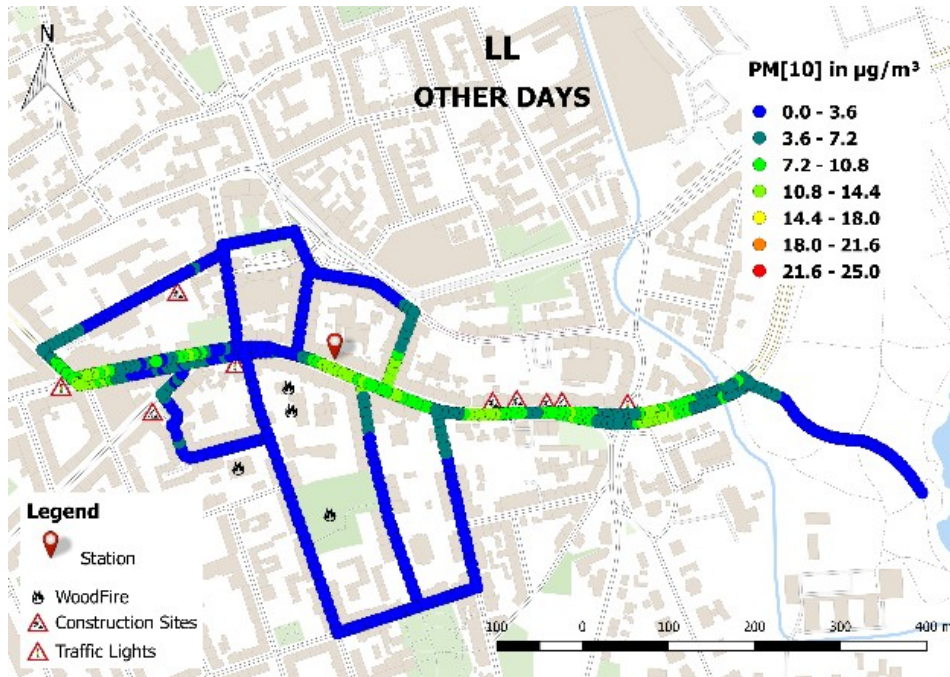 N
LL
OTHER DAYS
PM[10] in µg/m³
0.0 - 3.6
3.6 - 7.2
7.2 - 10.8
10.8 - 14.4
14.4 - 18.0
18.0 - 21.6
21.6 - 25.0
Legend
Station
WoodFire
Construction Sites
Traffic Lights
100 0 100 200 300 400 m